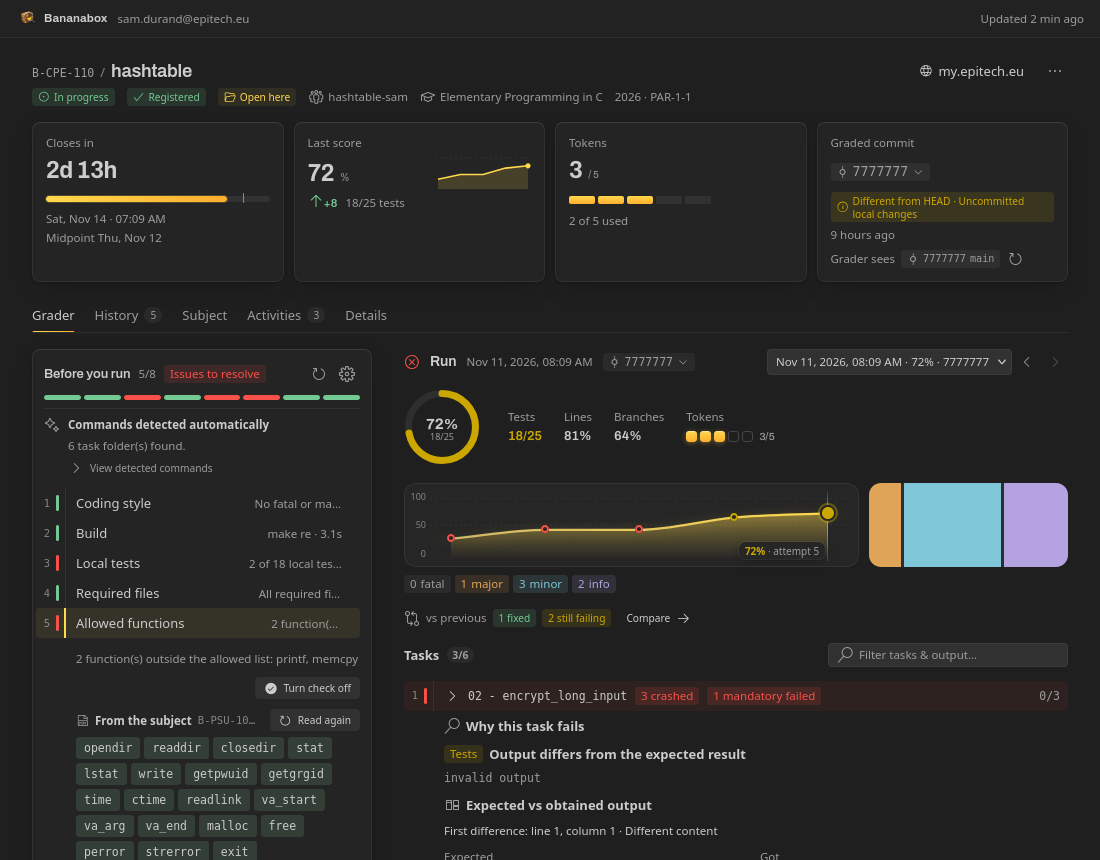 Bananabox sam.durand@epitech.eu Updated 2 min ago
B-CPE-110 / hashtable my.epitech.eu ···
In progress Registered Open here hashtable-sam Elementary Programming in C 2026 · PAR-1-1
Closes in
2d 13h
Sat, Nov 14 · 07:09 AM
Midpoint Thu, Nov 12
Last score
72 %
+8 18/25 tests
Tokens
3 / 5
2 of 5 used
Graded commit
7777777
Different from HEAD · Uncommitted
local changes
9 hours ago
Grader sees 7777777 main
Grader History 5 Subject Activities 3 Details
Before you run 5/8 Issues to resolve
Commands detected automatically
6 task folder(s) found.
View detected commands
1 Coding style No fatal or ma...
2 Build make re · 3.1s
3 Local tests 2 of 18 local tes...
4 Required files All required fi...
5 Allowed functions 2 function(...
2 function(s) outside the allowed list: printf, memcpy
Turn check off
From the subject B-PSU-10... Read again
opendir readdir closedir stat
lstat write getpwuid getgrgid
time ctime readlink va_start
va_arg va_end malloc free
perror strerror exit
Run Nov 11, 2026, 08:09 AM 7777777 Nov 11, 2026, 08:09 AM · 72% · 7777777
72%
18/25
Tests Lines Branches Tokens
18/25 81% 64% 3/5
100
50
0
72% · attempt 5
0 fatal 1 major 3 minor 2 info
vs previous 1 fixed 2 still failing Compare
Tasks 3/6 Filter tasks & output...
1 02 - encrypt_long_input 3 crashed 1 mandatory failed 0/3
Why this task fails
Tests Output differs from the expected result
invalid output
Expected vs obtained output
First difference: line 1, column 1 · Different content
Expected Got